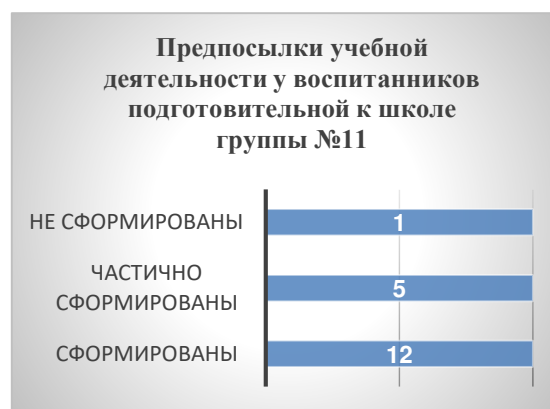 Предпосылки учебной
деятельности у воспитанников
подготовительной к школе
группы №11
НЕ СФОРМИРОВАНЫ
1
ЧАСТИЧНО
СФОРМИРОВАНЫ
5
СФОРМИРОВАНЫ
12